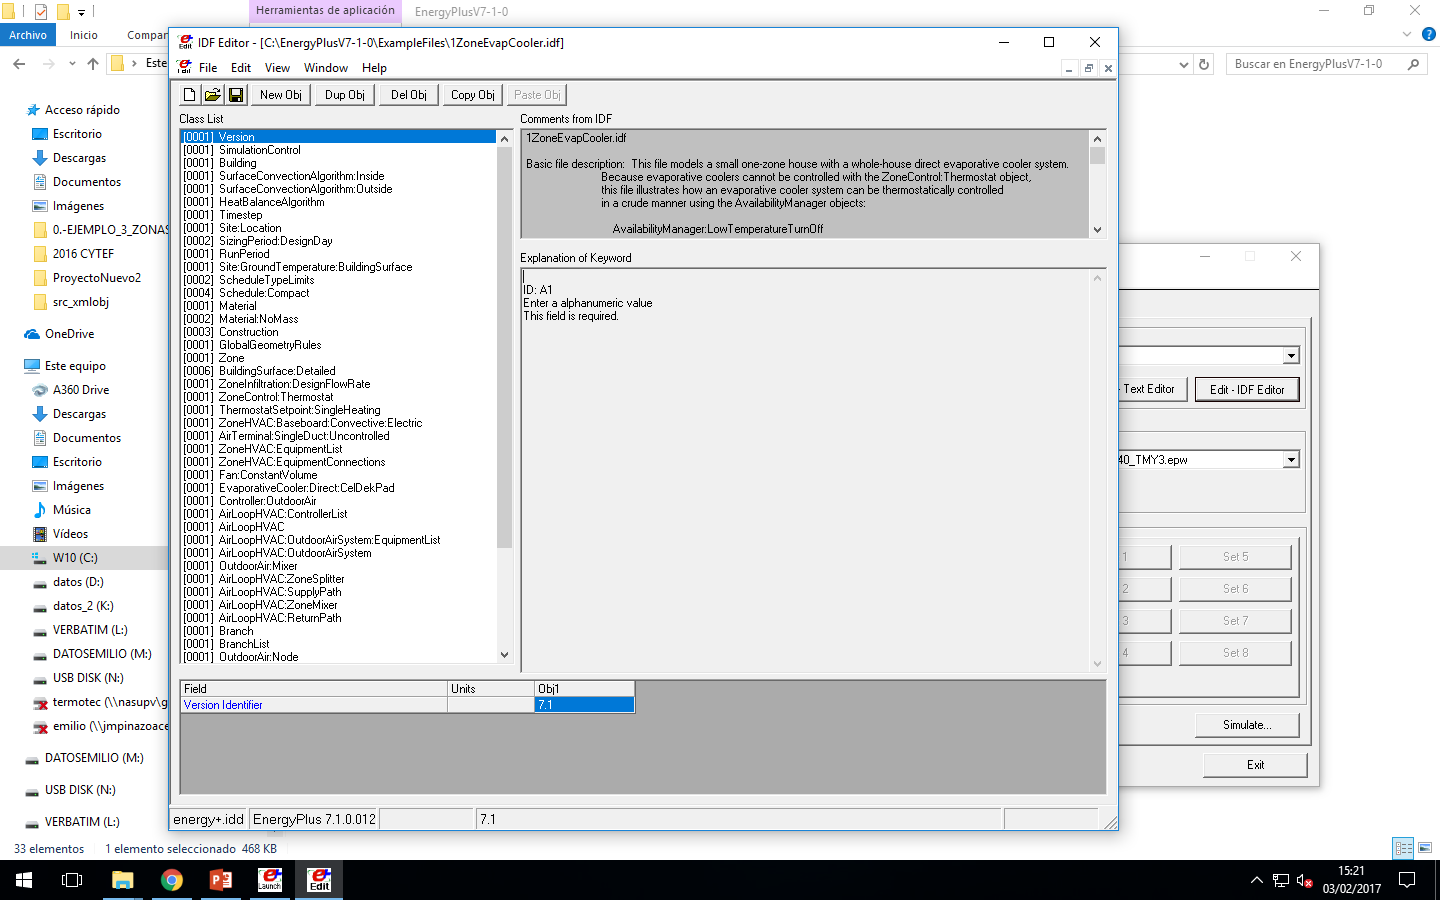 Herramientas de aplicación
EnergyPlusV7-1-0
Archivo
Inicio
Compar
Este
Buscar en EnergyPlusV7-1-0
Acceso rápido
Escritorio
Descargas
Documentos
Imágenes
0.-EJEMPLO_3_ZONAS
2016 CYTEF
ProyectoNuevo2
src_xmlobj
OneDrive
Este equipo
A360 Drive
Descargas
Documentos
Escritorio
Imágenes
Música
Vídeos
W10 (C:)
datos (D:)
datos_2 (K:)
VERBATIM (L:)
DATOSEMILIO (M:)
USB DISK (N:)
termotec (\\nasupv\g
emilio (\\jmpinazoace
DATOSEMILIO (M:)
USB DISK (N:)
VERBATIM (L:)
33 elementos
1 elemento seleccionado 468 KB
IDF Editor - [C:\EnergyPlusV7-1-0\ExampleFiles\1ZoneEvapCooler.idf]
File Edit View Window Help
New Obj
Dup Obj
Del Obj
Copy Obj
Paste Obj
Class List
[0001] Version
[0001] SimulationControl
[0001] Building
[0001] SurfaceConvectionAlgorithm:Inside
[0001] SurfaceConvectionAlgorithm:Outside
[0001] HeatBalanceAlgorithm
[0001] Timestep
[0001] Site:Location
[0002] SizingPeriod:DesignDay
[0001] RunPeriod
[0001] Site:GroundTemperature:BuildingSurface
[0002] ScheduleTypeLimits
[0004] Schedule:Compact
[0001] Material
[0002] Material:NoMass
[0003] Construction
[0001] GlobalGeometryRules
[0001] Zone
[0006] BuildingSurface:Detailed
[0001] ZoneInfiltration:DesignFlowRate
[0001] ZoneControl:Thermostat
[0001] ThermostatSetpoint:SingleHeating
[0001] ZoneHVAC:Baseboard:Convective:Electric
[0001] AirTerminal:SingleDuct:Uncontrolled
[0001] ZoneHVAC:EquipmentList
[0001] ZoneHVAC:EquipmentConnections
[0001] Fan:ConstantVolume
[0001] EvaporativeCooler:Direct:CelDekPad
[0001] Controller:OutdoorAir
[0001] AirLoopHVAC:ControllerList
[0001] AirLoopHVAC
[0001] AirLoopHVAC:OutdoorAirSystem:EquipmentList
[0001] AirLoopHVAC:OutdoorAirSystem
[0001] OutdoorAir:Mixer
[0001] AirLoopHVAC:ZoneSplitter
[0001] AirLoopHVAC:SupplyPath
[0001] AirLoopHVAC:ZoneMixer
[0001] AirLoopHVAC:ReturnPath
[0001] Branch
[0001] BranchList
[0001] OutdoorAir:Node
Comments from IDF
1ZoneEvapCooler.idf
Basic file description: This file models a small one-zone house with a whole-house direct evaporative cooler system.
Because evaporative coolers cannot be controlled with the ZoneControl:Thermostat object,
this file illustrates how an evaporative cooler system can be thermostatically controlled
in a crude manner using the AvailabilityManager objects:
AvailabilityManager:LowTemperatureTurnOff
Explanation of Keyword
ID: A1
Enter a alphanumeric value
This field is required.
Field Units Obj1
Version Identifier 7.1
energy+.idd
EnergyPlus 7.1.0.012
7.1
- Text Editor
Edit - IDF Editor
40_TMY3.epw
1
Set 5
2
Set 6
3
Set 7
4
Set 8
Simulate...
Exit
Launch
Edit
15:21
03/02/2017